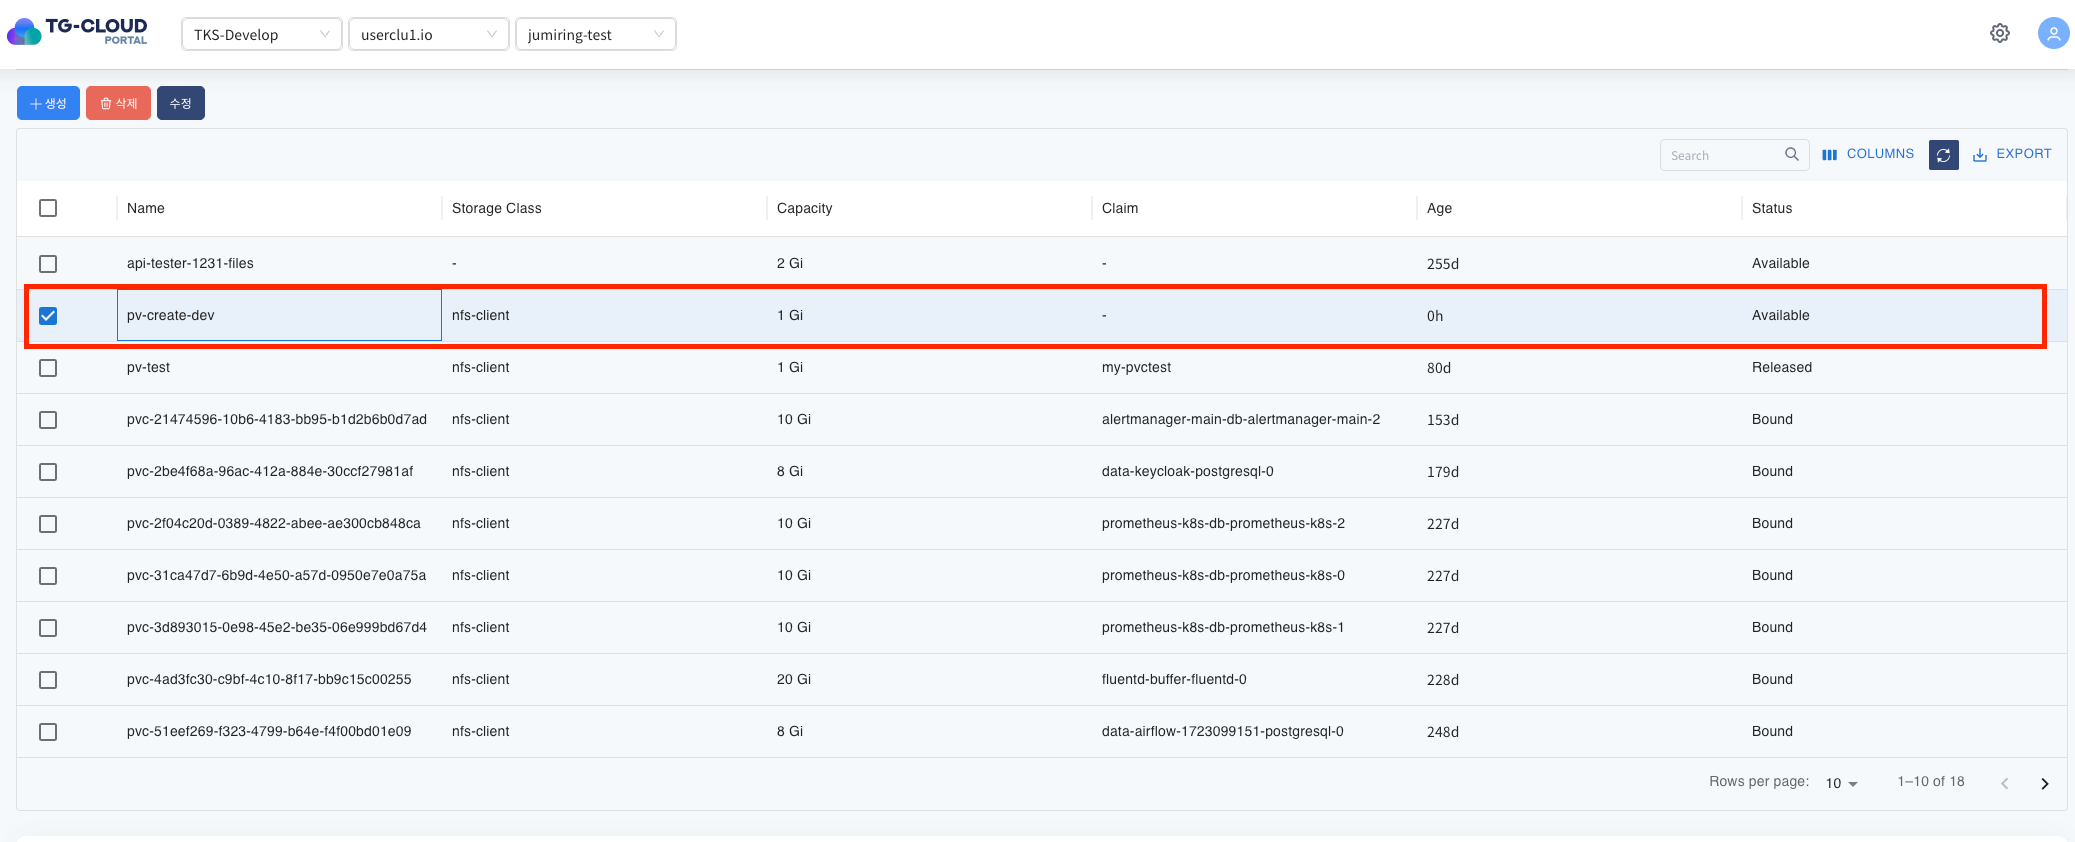 TG-CLOUD
PORTAL
TKS-Develop userclu1.io jumiring-test
생성 삭제 수정
Search COLUMNS EXPORT
Name Storage Class Capacity Claim Age Status
api-tester-1231-files - 2 Gi - 255d Available
pv-create-dev nfs-client 1 Gi - 0h Available
pv-test nfs-client 1 Gi my-pvctest 80d Released
pvc-21474596-10b6-4183-bb95-b1d2b6b0d7ad nfs-client 10 Gi alertmanager-main-db-alertmanager-main-2 153d Bound
pvc-2be4f68a-96ac-412a-884e-30ccf27981af nfs-client 8 Gi data-keycloak-postgresql-0 179d Bound
pvc-2f04c20d-0389-4822-abee-ae300cb848ca nfs-client 10 Gi prometheus-k8s-db-prometheus-k8s-2 227d Bound
pvc-31ca47d7-6b9d-4e50-a57d-0950e7e0a75a nfs-client 10 Gi prometheus-k8s-db-prometheus-k8s-0 227d Bound
pvc-3d893015-0e98-45e2-be35-06e999bd67d4 nfs-client 10 Gi prometheus-k8s-db-prometheus-k8s-1 227d Bound
pvc-4ad3fc30-c9bf-4c10-8f17-bb9c15c00255 nfs-client 20 Gi fluentd-buffer-fluentd-0 228d Bound
pvc-51eef269-f323-4799-b64e-f4f00bd01e09 nfs-client 8 Gi data-airflow-1723099151-postgresql-0 248d Bound
Rows per page: 10 1–10 of 18